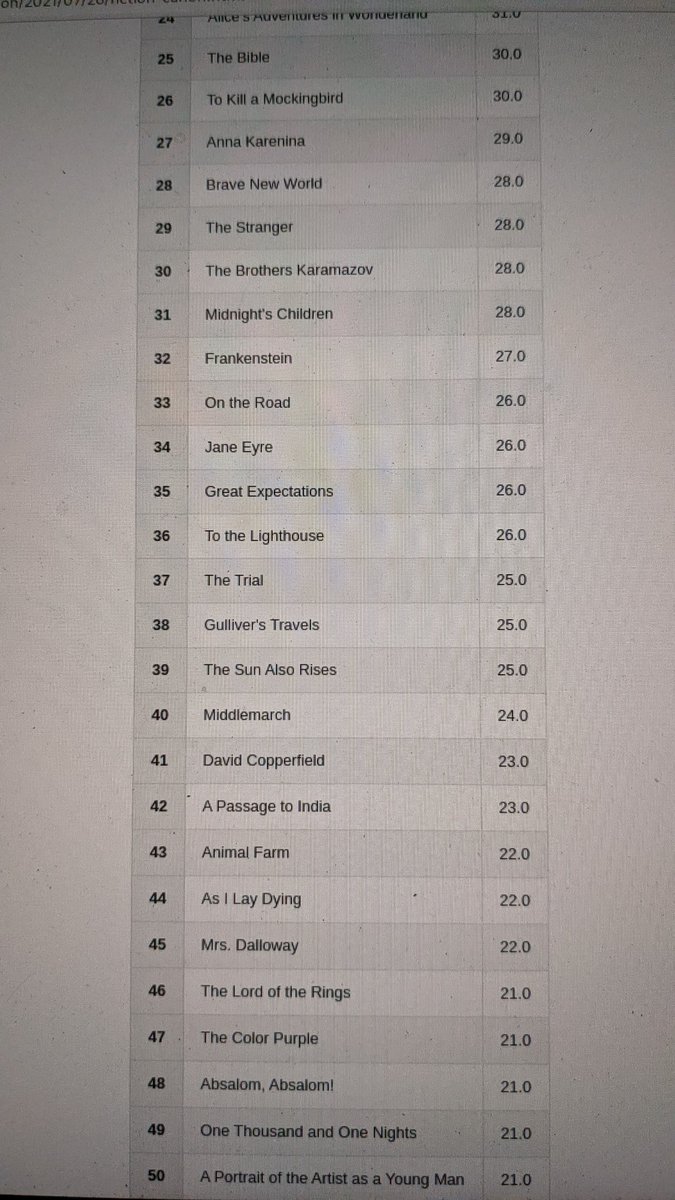 24 Alice's Adventures in Wonderland 31.0
25 The Bible 30.0
26 To Kill a Mockingbird 30.0
27 Anna Karenina 29.0
28 Brave New World 28.0
29 The Stranger 28.0
30 The Brothers Karamazov 28.0
31 Midnight's Children 28.0
32 Frankenstein 27.0
33 On the Road 26.0
34 Jane Eyre 26.0
35 Great Expectations 26.0
36 To the Lighthouse 26.0
37 The Trial 25.0
38 Gulliver's Travels 25.0
39 The Sun Also Rises 25.0
40 Middlemarch 24.0
41 David Copperfield 23.0
42 A Passage to India 23.0
43 Animal Farm 22.0
44 As I Lay Dying 22.0
45 Mrs. Dalloway 22.0
46 The Lord of the Rings 21.0
47 The Color Purple 21.0
48 Absalom, Absalom! 21.0
49 One Thousand and One Nights 21.0
50 A Portrait of the Artist as a Young Man 21.0